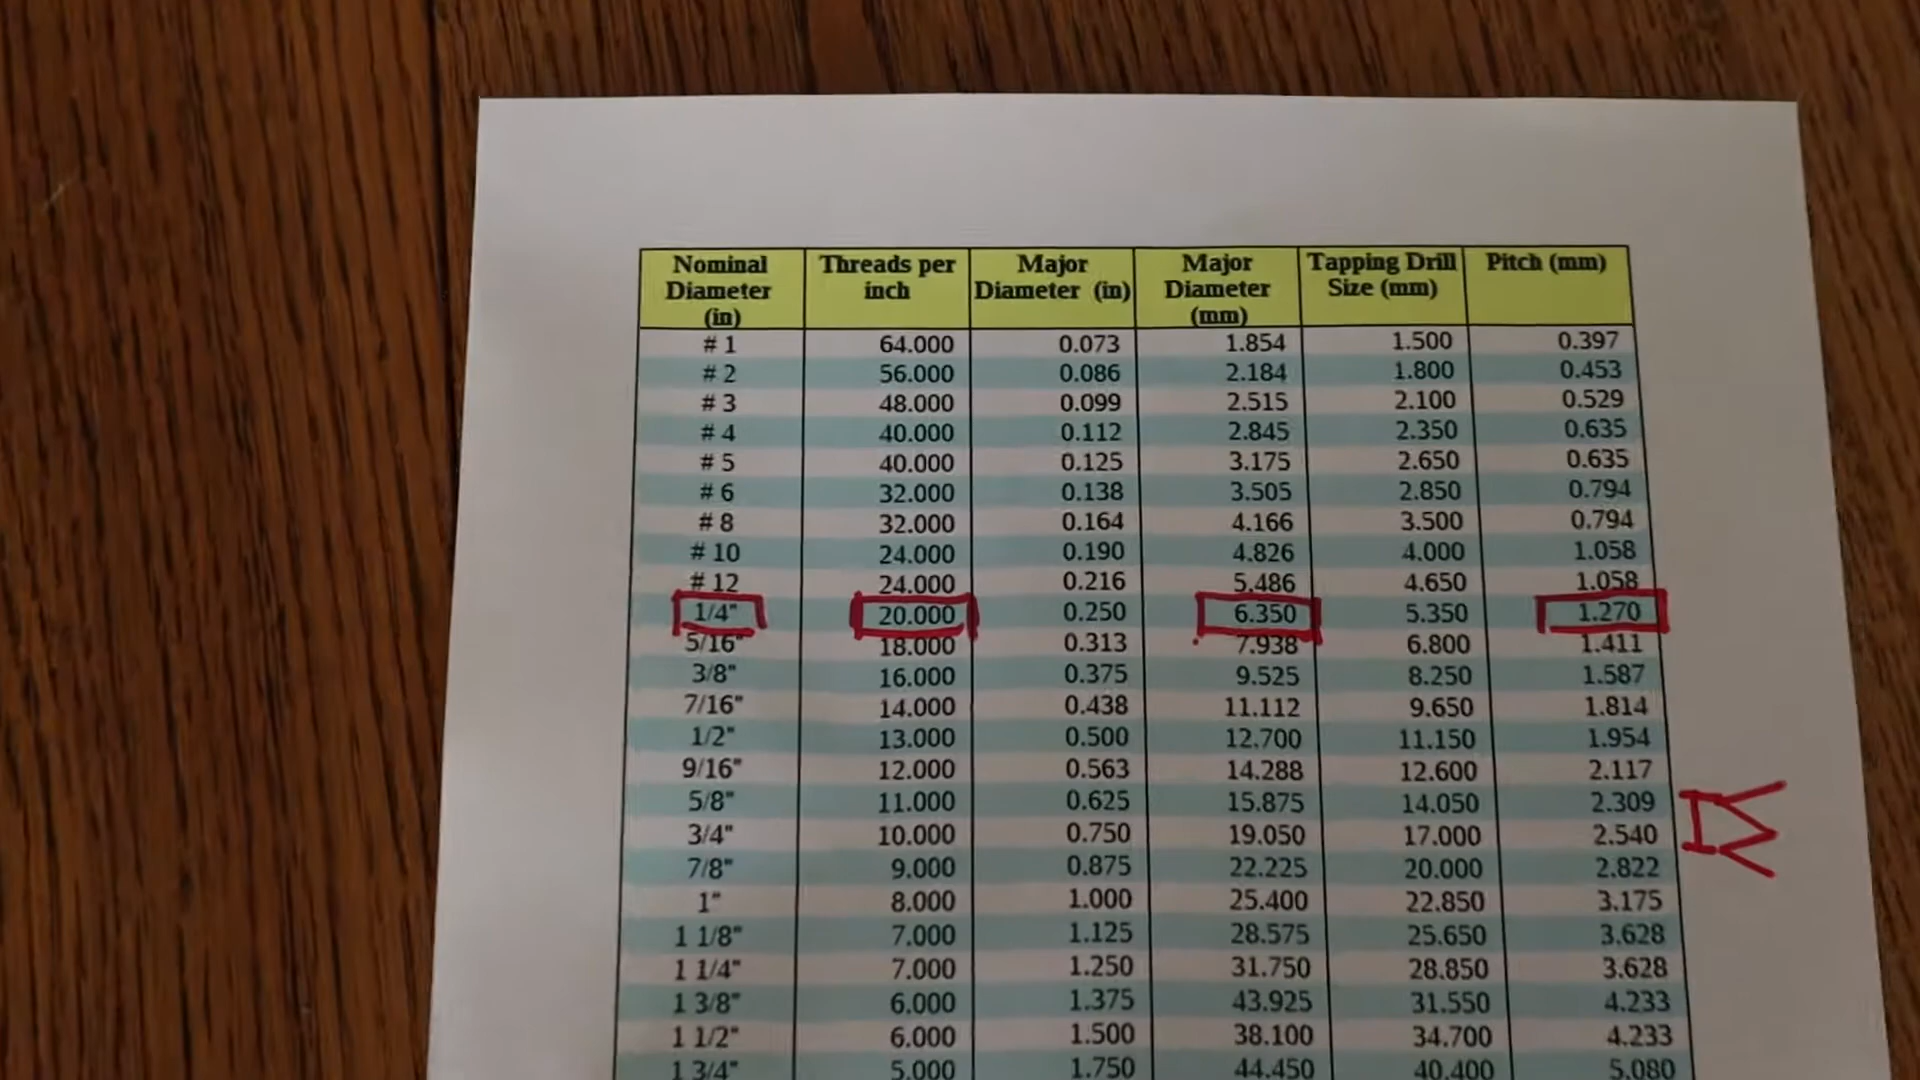 Nominal Diameter (in) Threads per inch Major Diameter (in) Major Diameter (mm) Tapping Drill Size (mm) Pitch (mm)
# 1 64.000 0.073 1.854 1.500 0.397
# 2 56.000 0.086 2.184 1.800 0.453
# 3 48.000 0.099 2.515 2.100 0.529
# 4 40.000 0.112 2.845 2.350 0.635
# 5 40.000 0.125 3.175 2.650 0.635
# 6 32.000 0.138 3.505 2.850 0.794
# 8 32.000 0.164 4.166 3.500 0.794
# 10 24.000 0.190 4.826 4.000 1.058
# 12 24.000 0.216 5.486 4.650 1.058
1/4" 20.000 0.250 6.350 5.350 1.270
5/16" 18.000 0.313 7.938 6.800 1.411
3/8" 16.000 0.375 9.525 8.250 1.587
7/16" 14.000 0.438 11.112 9.650 1.814
1/2" 13.000 0.500 12.700 11.150 1.954
9/16" 12.000 0.563 14.288 12.600 2.117
5/8" 11.000 0.625 15.875 14.050 2.309
3/4" 10.000 0.750 19.050 17.000 2.540
7/8" 9.000 0.875 22.225 20.000 2.822
1" 8.000 1.000 25.400 22.850 3.175
1 1/8" 7.000 1.125 28.575 25.650 3.628
1 1/4" 7.000 1.250 31.750 28.850 3.628
1 3/8" 6.000 1.375 43.925 31.550 4.233
1 1/2" 6.000 1.500 38.100 34.700 4.233
1 3/4" 5.000 1.750 44.450 40.400 5.080